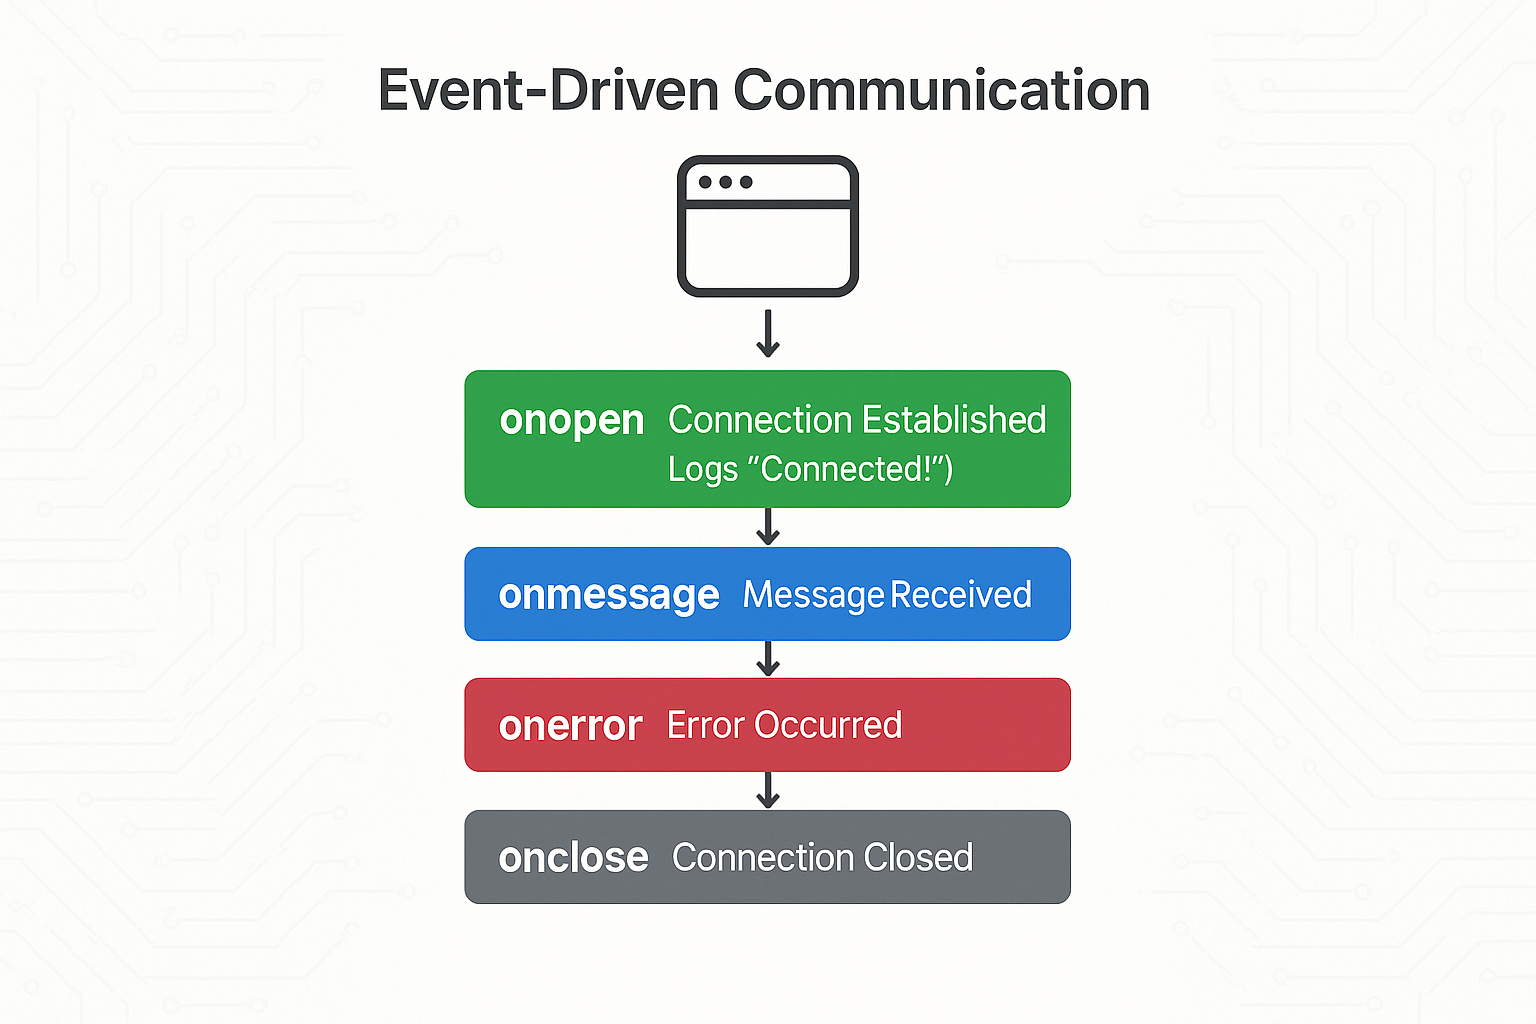 Event-Driven Communication
onopen Connection Established
Logs "Connected!")
onmessage Message Received
onerror Error Occurred
onclose Connection Closed